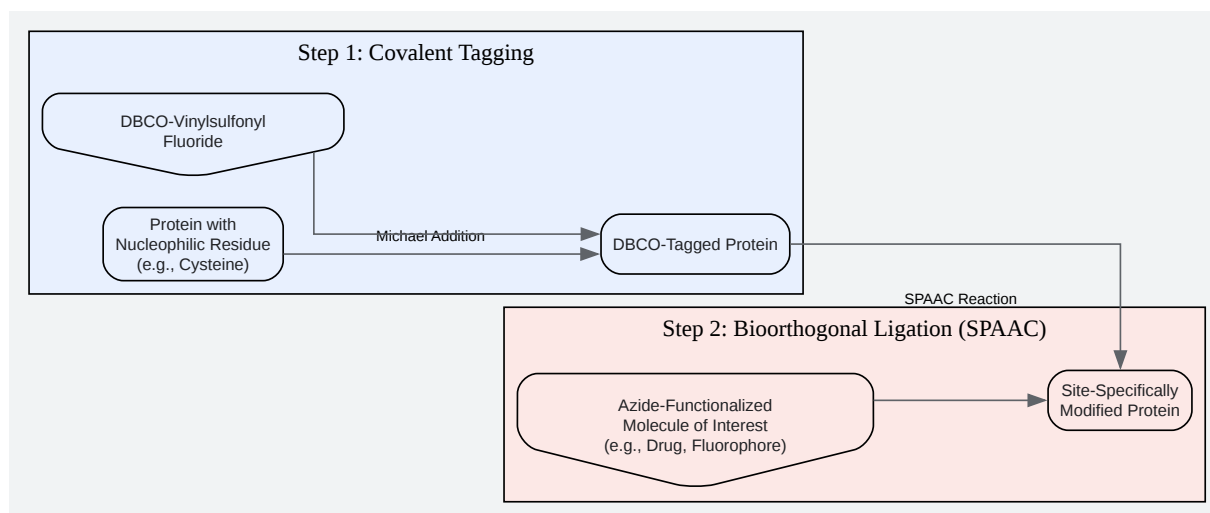 Step 1: Covalent Tagging
DBCO-Vinylsulfonyl
Fluoride
Protein with
Nucleophilic Residue
(e.g., Cysteine)
Michael Addition
DBCO-Tagged Protein
SPAAC Reaction
Step 2: Bioorthogonal Ligation (SPAAC)
Azide-Functionalized
Molecule of Interest
(e.g., Drug, Fluorophore)
Site-Specifically
Modified Protein